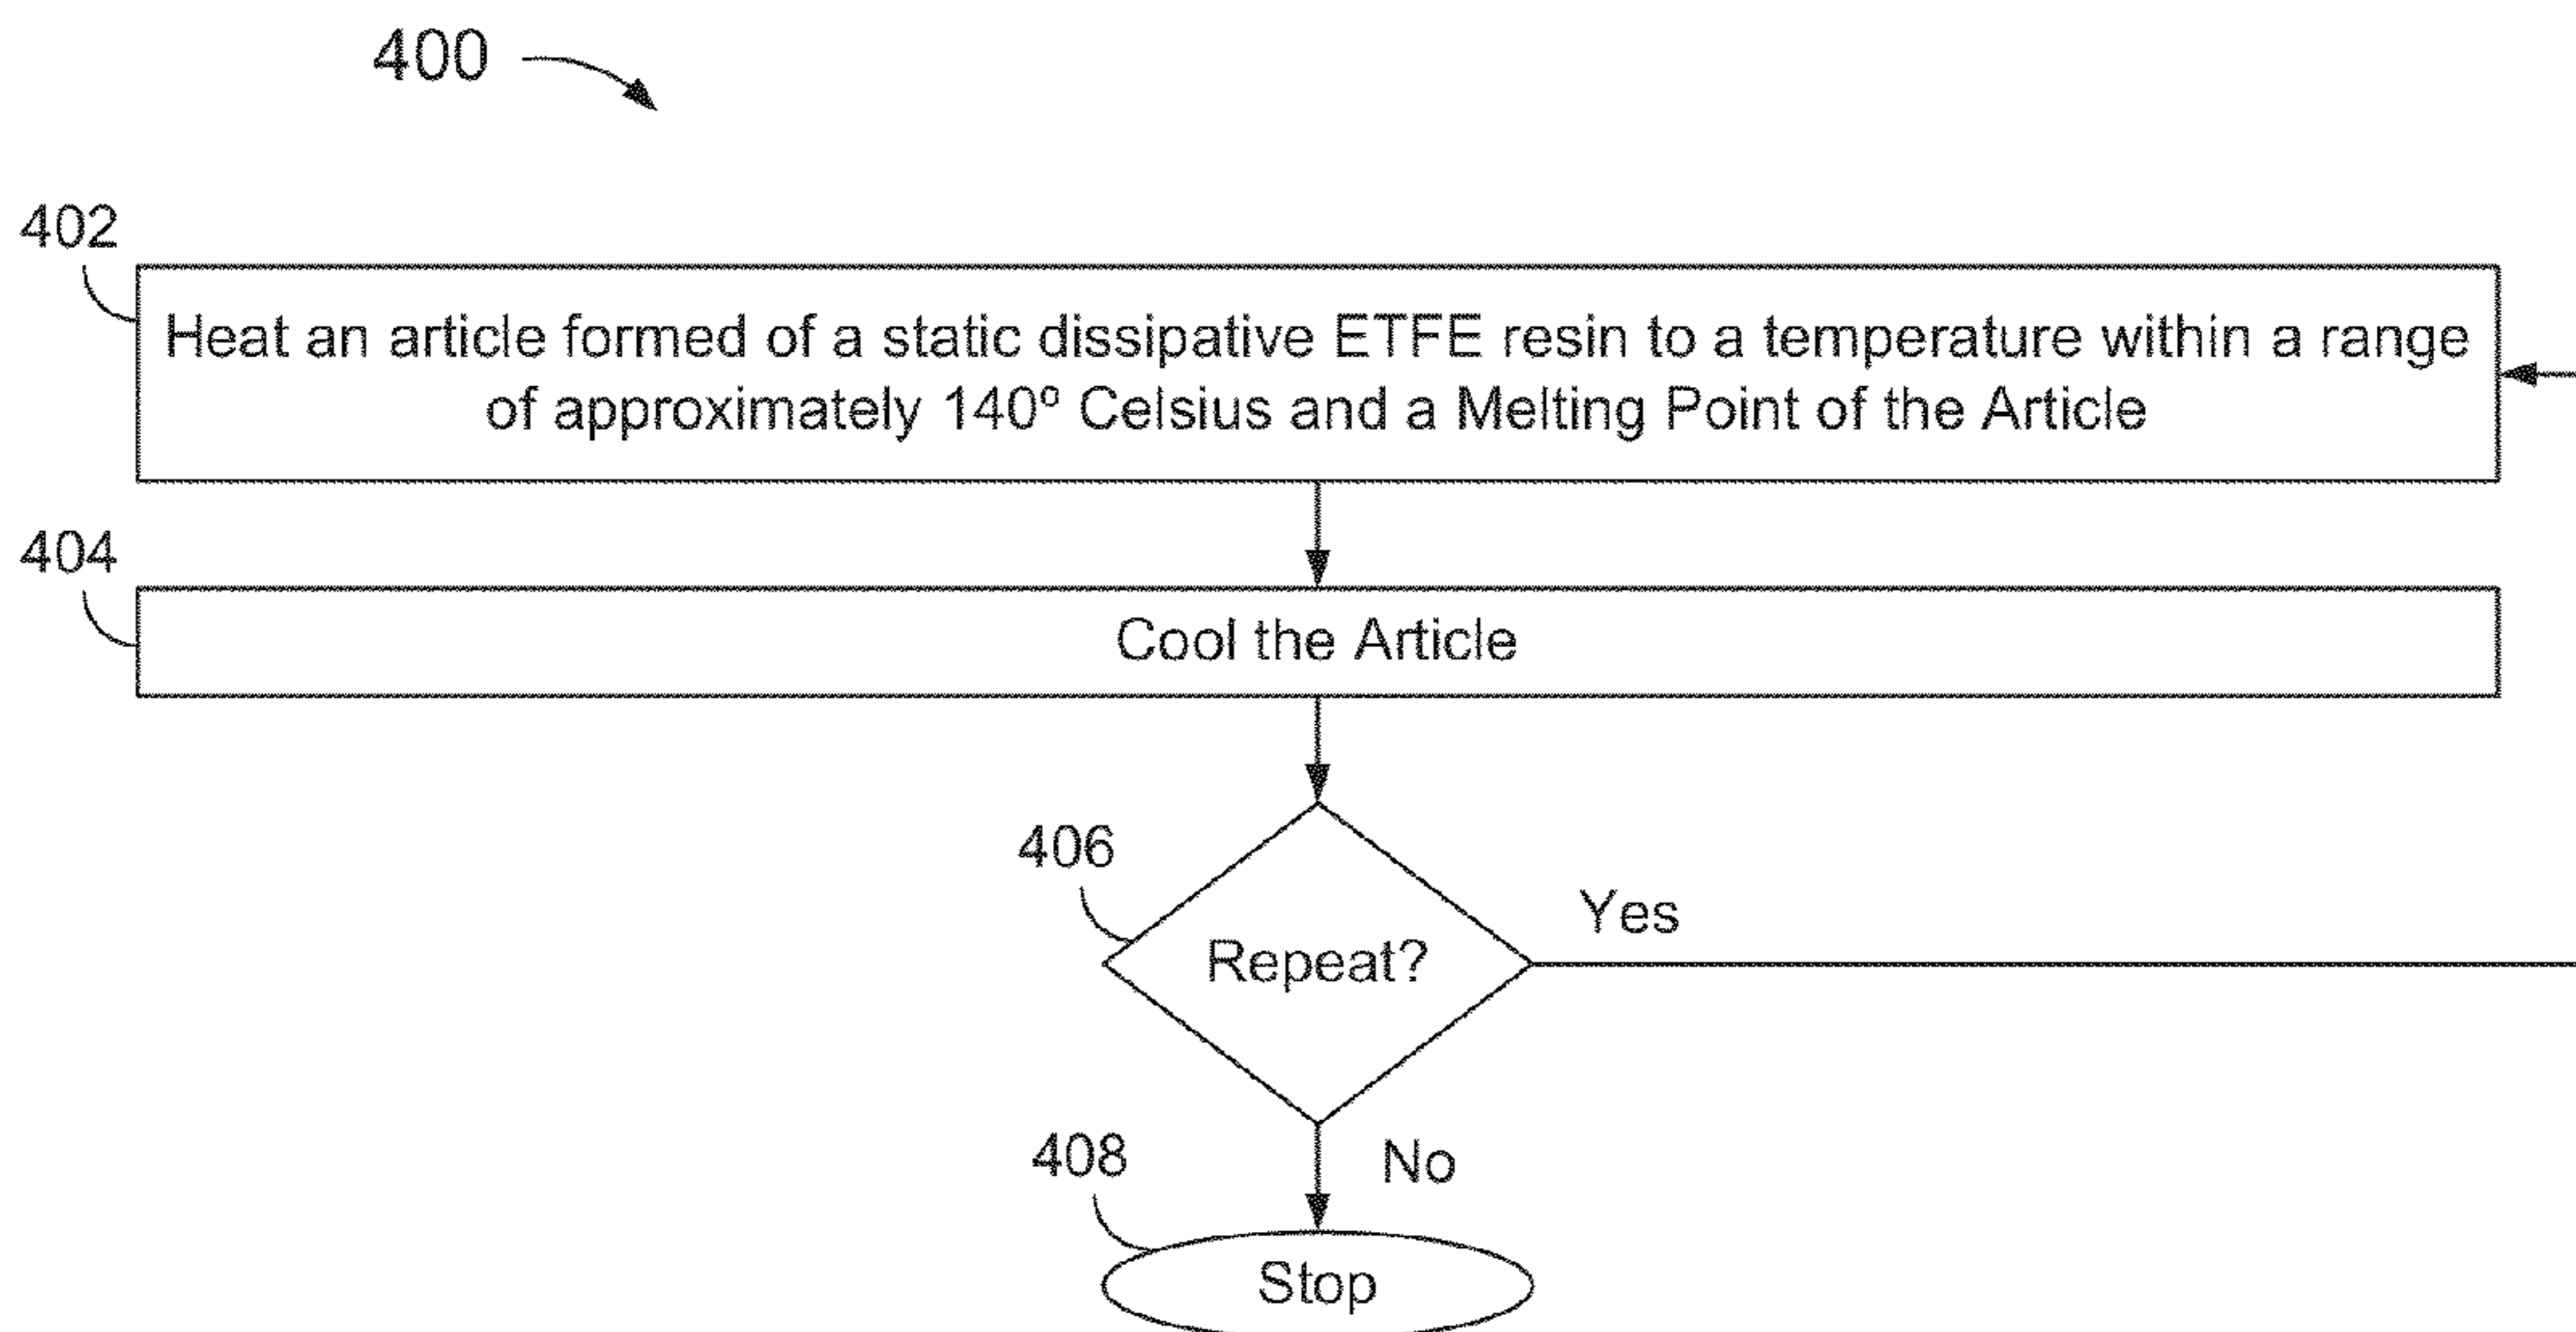 400
402
Heat an article formed of a static dissipative ETFE resin to a temperature within a range
of approximately 140º Celsius and a Melting Point of the Article
404
Cool the Article
406
Repeat?
Yes
408
No
Stop